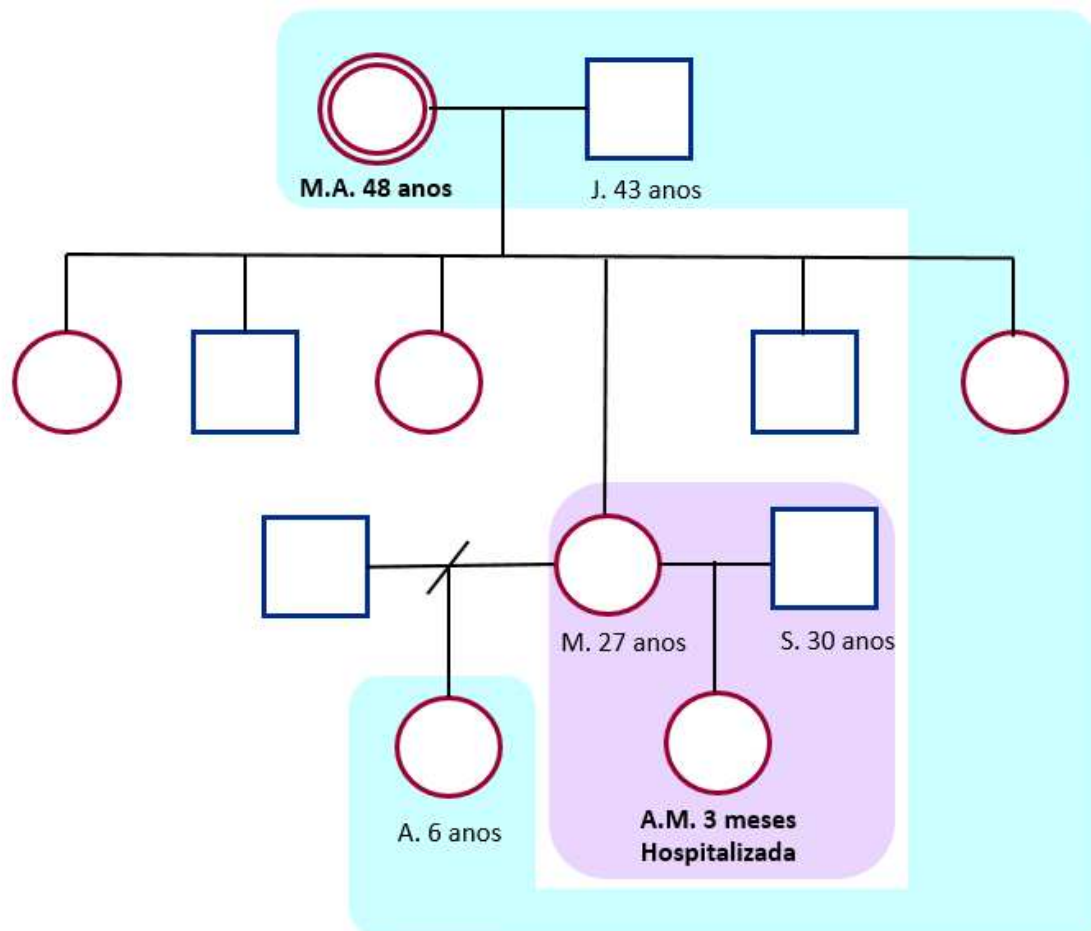 M.A. 48 anos
J. 43 anos
M. 27 anos
S. 30 anos
A. 6 anos
A.M. 3 meses
Hospitalizada